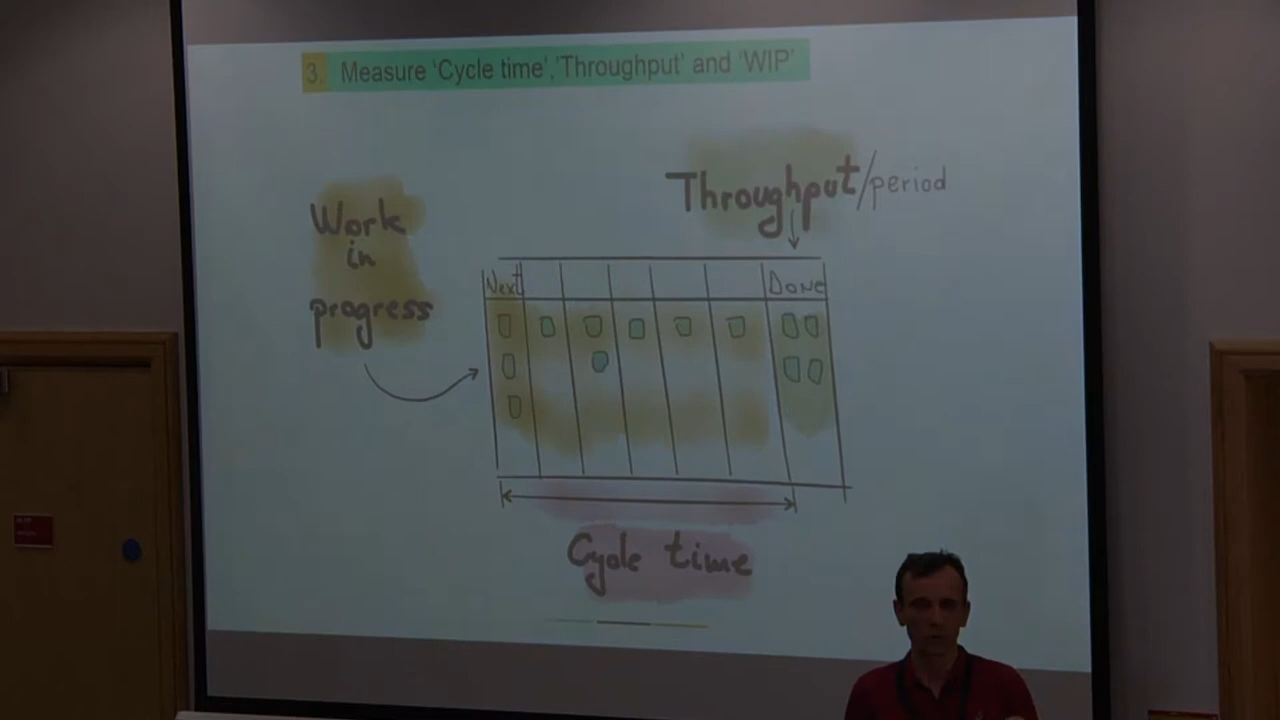 3. Measure 'Cycle time','Throughput' and 'WIP'
Throughput/period
Work
in
progress
Next
Done
Cycle time